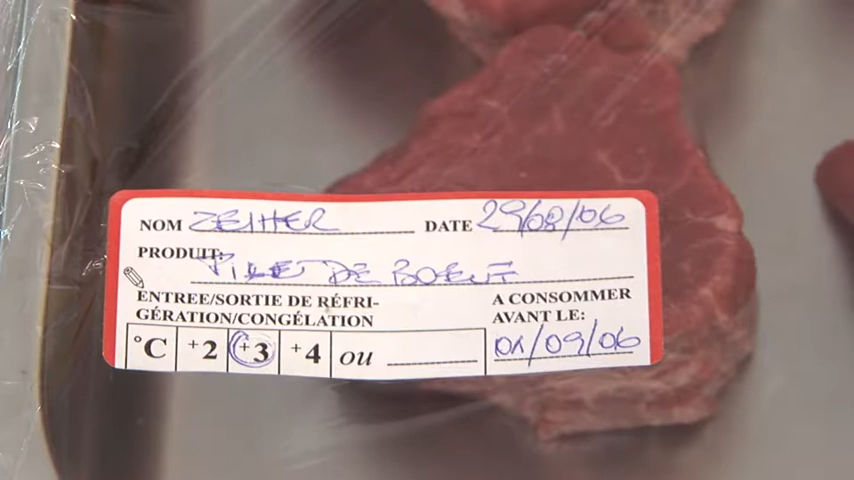 NOM ZEIHER DATE 29/08/06
PRODUIT: FILET DE BOEUF
ENTREE/SORTIE DE RÉFRI-
GÉRATION/CONGÉLATION
A CONSOMMER
AVANT LE:
°C +2 +3 +4 ou
01/09/06